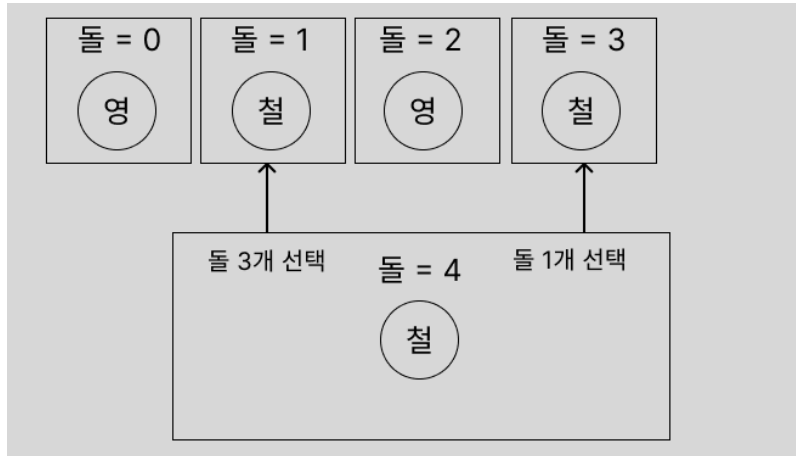 돌 = 0
돌 = 1
돌 = 2
돌 = 3
영
철
영
철
돌 3개 선택
돌 = 4
돌 1개 선택
철